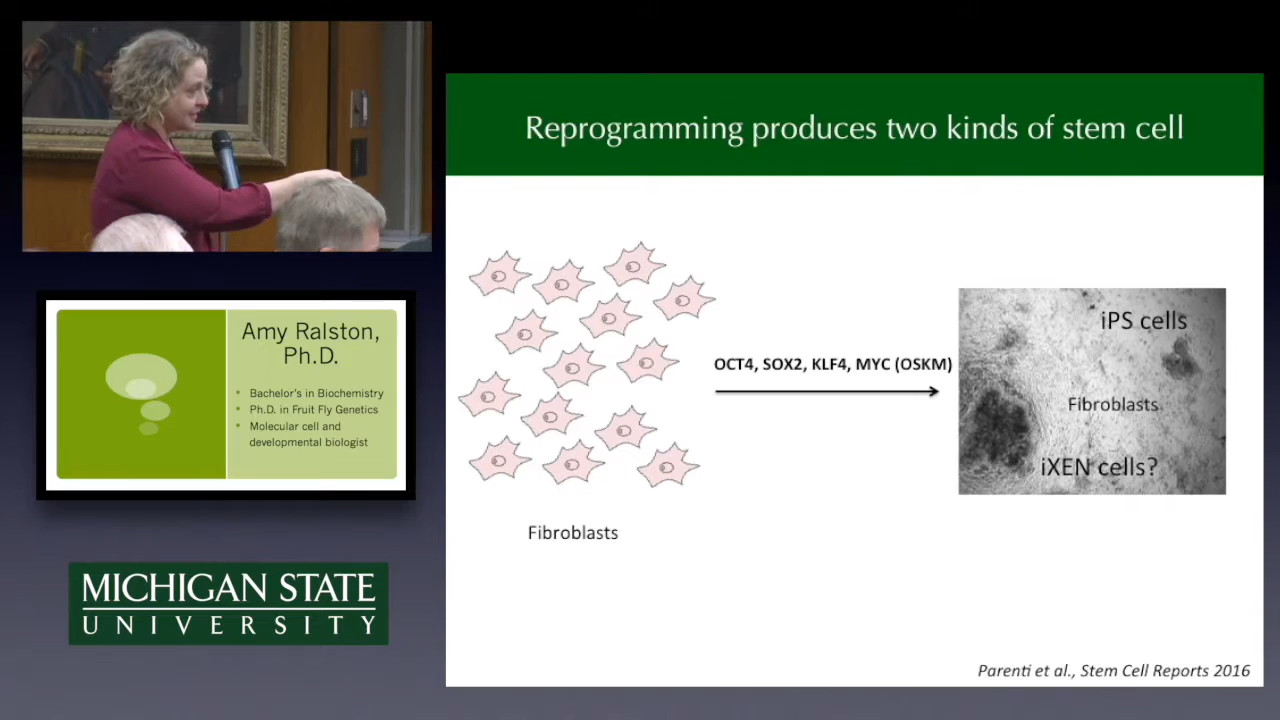 Reprogramming produces two kinds of stem cell
Amy Ralston,
Ph.D.
• Bachelor's in Biochemistry
• Ph.D. in Fruit Fly Genetics
• Molecular cell and
developmental biologist
MICHIGAN STATE
UNIVERSITY
OCT4, SOX2, KLF4, MYC (OSKM)
iPS cells
Fibroblasts
iXEN cells?
Fibroblasts
Parenti et al., Stem Cell Reports 2016